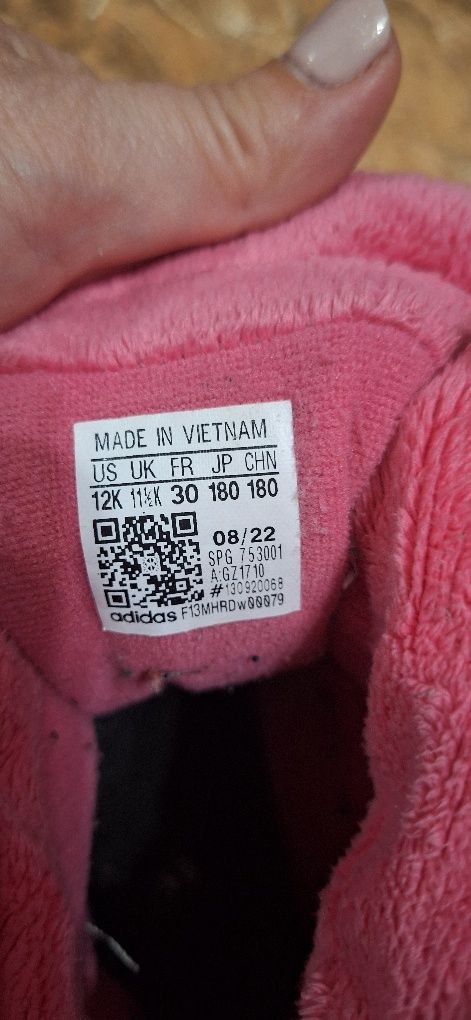 MADE IN VIETNAM
US UK FR JP CHN
12K 11½K 30 180 180
08/22
SPG 753001
A:GZ1710
#130920068
adidas F13MHRDw00079